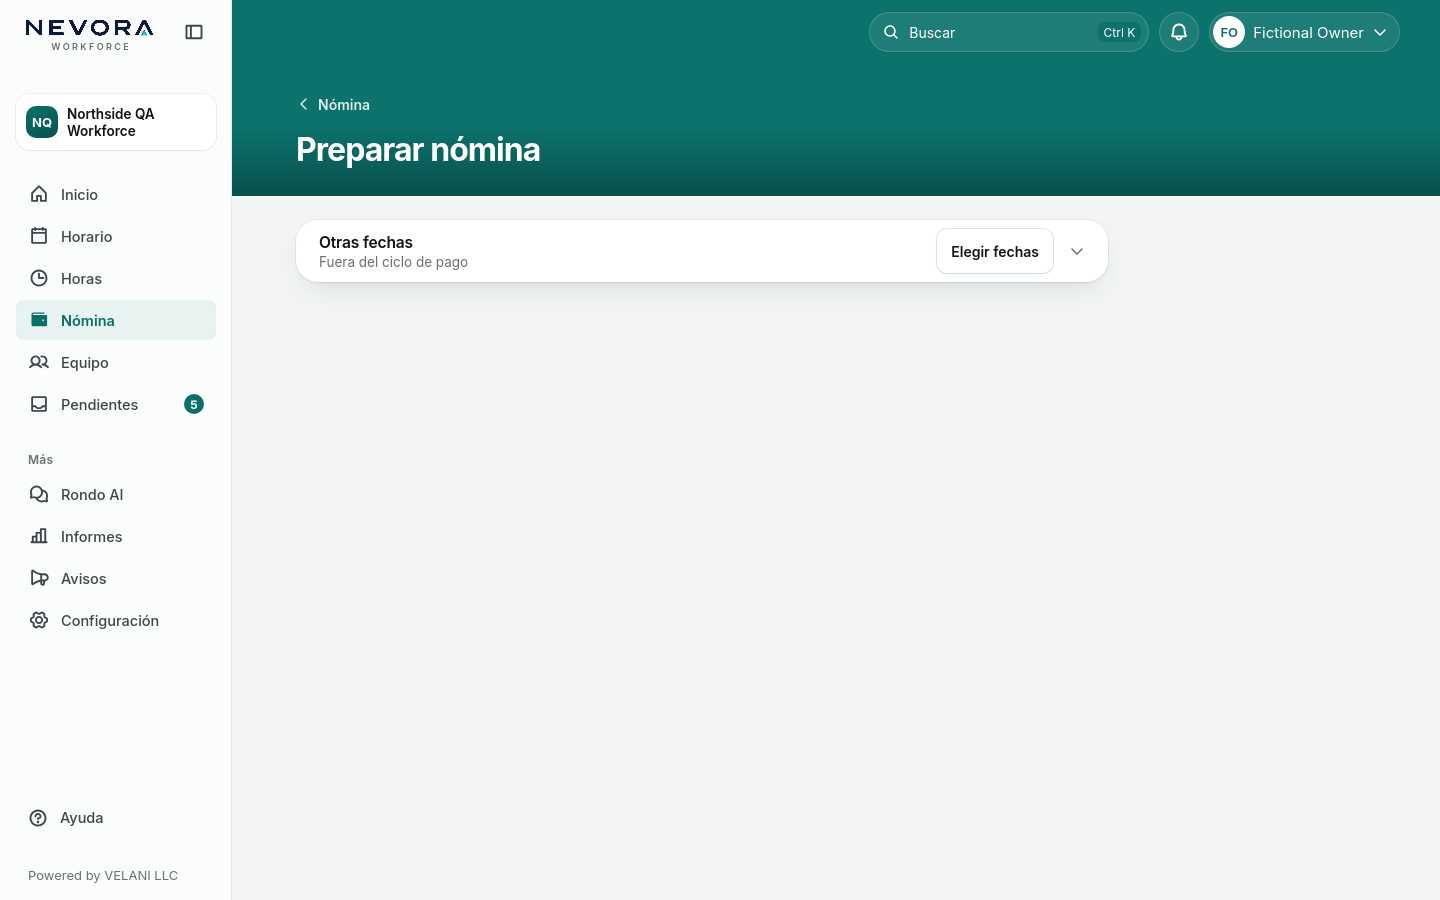 NEVORA
WORKFORCE
Northside QA
Workforce
NQ
Inicio
Horario
Horas
Nómina
Equipo
Pendientes
5
Más
Rondo AI
Informes
Avisos
Configuración
Ayuda
Powered by VELANI LLC
Buscar
Ctrl K
FO
Fictional Owner
Nómina
Preparar nómina
Otras fechas
Fuera del ciclo de pago
Elegir fechas